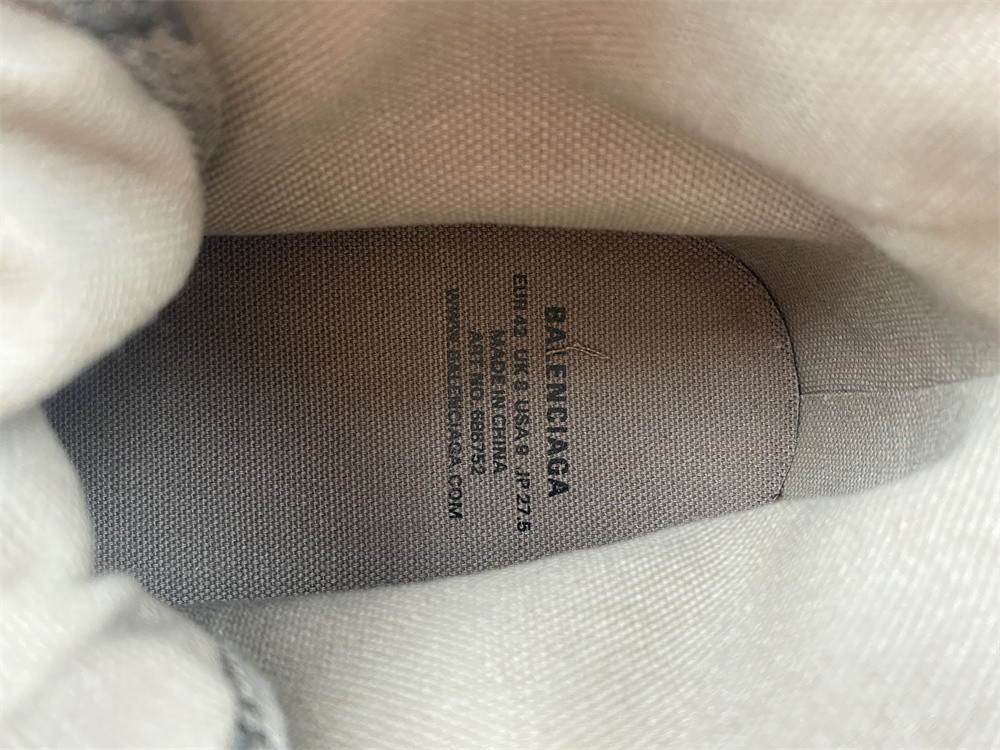 BALENCIAGA
EUR 42 UK 8 USA 9 JP 27.5
MADE IN CHINA
ART NO. 688752
WWW.BALENCIAGA.COM